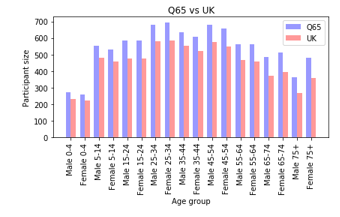 Q65 vs UK
Participant size
700
600
500
400
300
200
100
0
Q65
UK
Male 0-4
Female 0-4
Male 5-14
Female 5-14
Male 15-24
Female 15-24
Male 25-34
Female 25-34
Male 35-44
Female 35-44
Male 45-54
Female 45-54
Male 55-64
Female 55-64
Male 65-74
Female 65-74
Male 75+
Female 75+
Age group